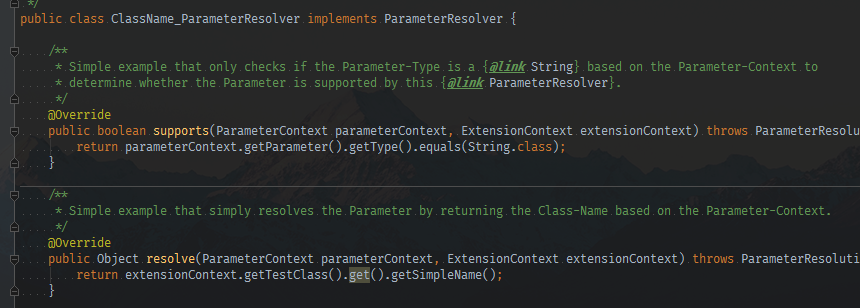 */
public class ClassName_ParameterResolver implements ParameterResolver {
/**
* Simple example that only checks if the Parameter-Type is a {@link String} based on the Parameter-Context to
* determine whether the Parameter is supported by this {@link ParameterResolver}.
*/
@Override
public boolean supports(ParameterContext parameterContext, ExtensionContext extensionContext) throws ParameterResolu
return parameterContext.getParameter().getType().equals(String.class);
}
/**
* Simple example that simply resolves the Parameter by returning the Class-Name based on the Parameter-Context.
*/
@Override
public Object resolve(ParameterContext parameterContext, ExtensionContext extensionContext) throws ParameterResoluti
return extensionContext.getTestClass().get().getSimpleName();
}